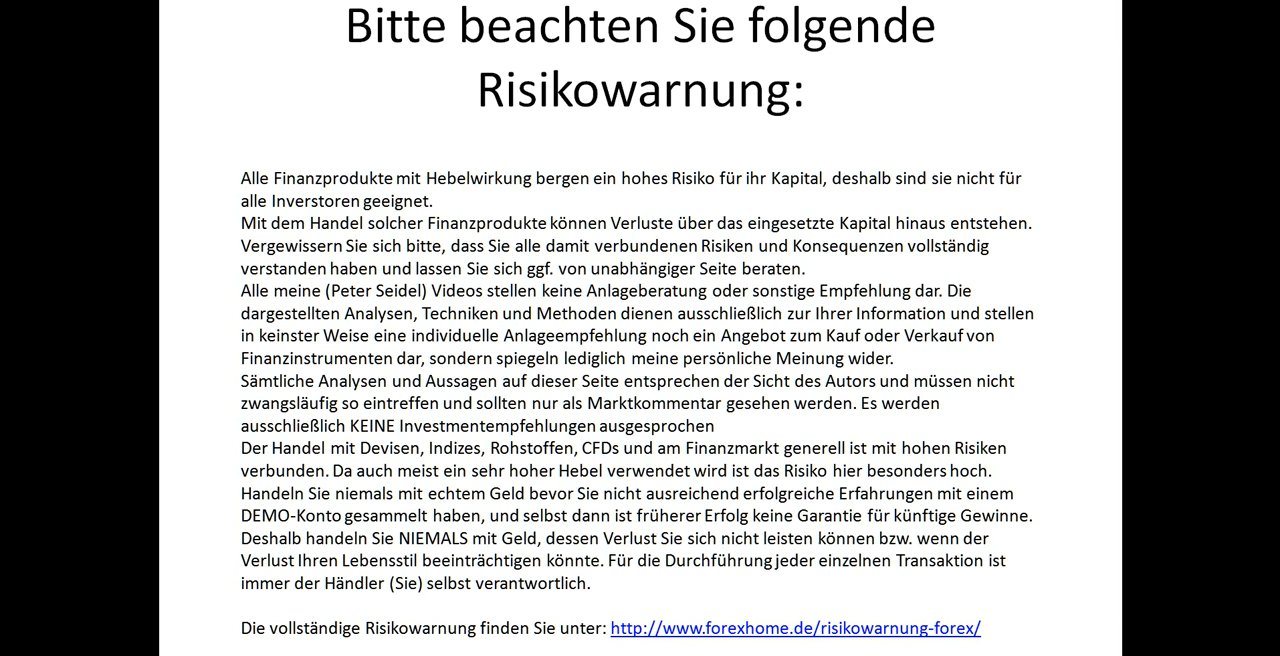 Bitte beachten Sie folgende
Risikowarnung:
Alle Finanzprodukte mit Hebelwirkung bergen ein hohes Risiko für ihr Kapital, deshalb sind sie nicht für
alle Inverstoren geeignet.
Mit dem Handel solcher Finanzprodukte können Verluste über das eingesetzte Kapital hinaus entstehen.
Vergewissern Sie sich bitte, dass Sie alle damit verbundenen Risiken und Konsequenzen vollständig
verstanden haben und lassen Sie sich ggf. von unabhängiger Seite beraten.
Alle meine (Peter Seidel) Videos stellen keine Anlageberatung oder sonstige Empfehlung dar. Die
dargestellten Analysen, Techniken und Methoden dienen ausschließlich zur Ihrer Information und stellen
in keinster Weise eine individuelle Anlageempfehlung noch ein Angebot zum Kauf oder Verkauf von
Finanzinstrumenten dar, sondern spiegeln lediglich meine persönliche Meinung wider.
Sämtliche Analysen und Aussagen auf dieser Seite entsprechen der Sicht des Autors und müssen nicht
zwangsläufig so eintreffen und sollten nur als Marktkommentar gesehen werden. Es werden
ausschließlich KEINE Investmentempfehlungen ausgesprochen
Der Handel mit Devisen, Indizes, Rohstoffen, CFDs und am Finanzmarkt generell ist mit hohen Risiken
verbunden. Da auch meist ein sehr hoher Hebel verwendet wird ist das Risiko hier besonders hoch.
Handeln Sie niemals mit echtem Geld bevor Sie nicht ausreichend erfolgreiche Erfahrungen mit einem
DEMO-Konto gesammelt haben, und selbst dann ist früherer Erfolg keine Garantie für künftige Gewinne.
Deshalb handeln Sie NIEMALS mit Geld, dessen Verlust Sie sich nicht leisten können bzw. wenn der
Verlust Ihren Lebensstil beeinträchtigen könnte. Für die Durchführung jeder einzelnen Transaktion ist
immer der Händler (Sie) selbst verantwortlich.
Die vollständige Risikowarnung finden Sie unter: http://www.forexhome.de/risikowarnung-forex/